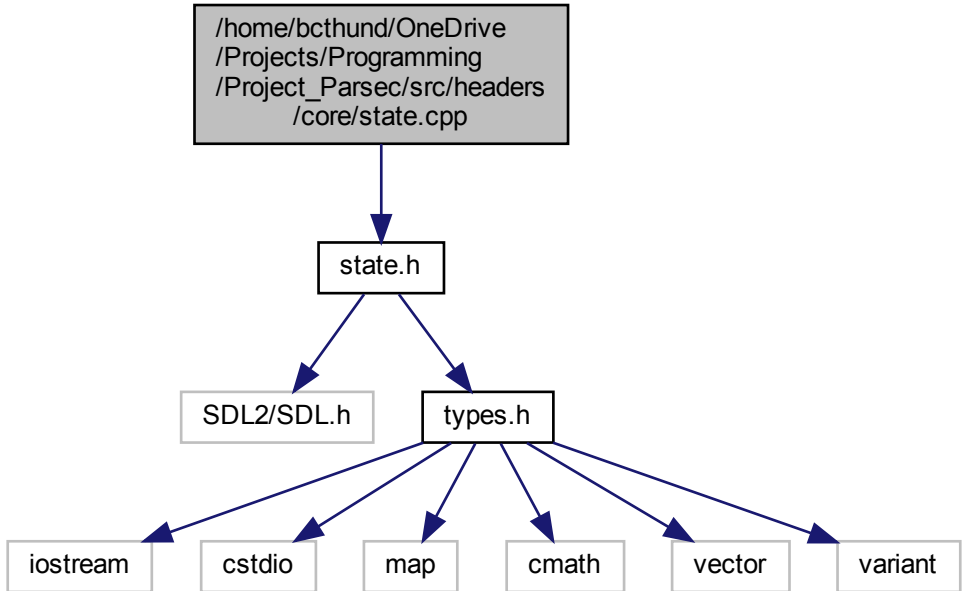 /home/bcthund/OneDrive
/Projects/Programming
/Project_Parsec/src/headers
/core/state.cpp
state.h
SDL2/SDL.h
types.h
iostream
cstdio
map
cmath
vector
variant